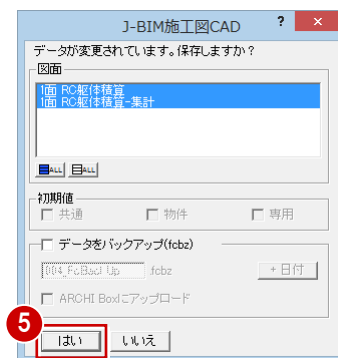 J-BIM施工図CAD ? ×
データが変更されています。保存しますか？
図面
1面 RC躯体積算
1面 RC躯体積算-集計
ALL ALL
初期値
共通 物件 専用
データをバックアップ(fcbz)
fcbz +日付
ARCHI Boxにアップロード
5
はい いいえ